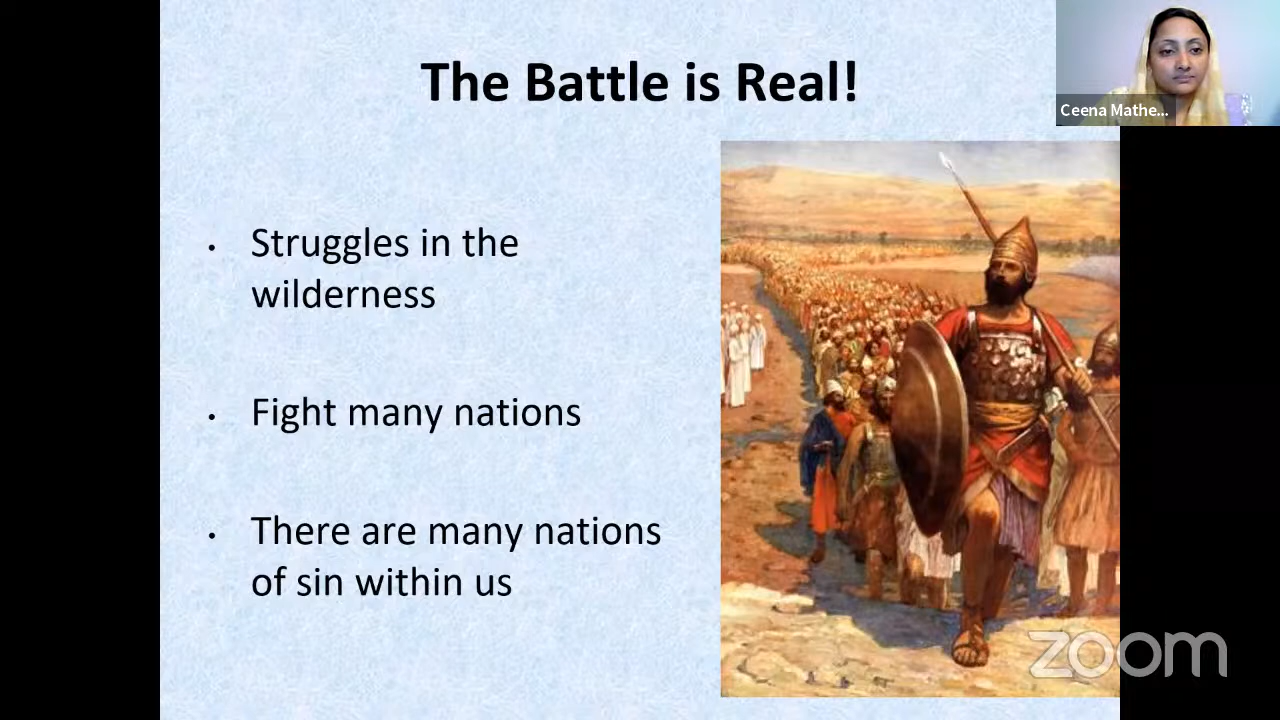 The Battle is Real!
Ceena Mathe...
• Struggles in the
wilderness
• Fight many nations
• There are many nations
of sin within us
zoom